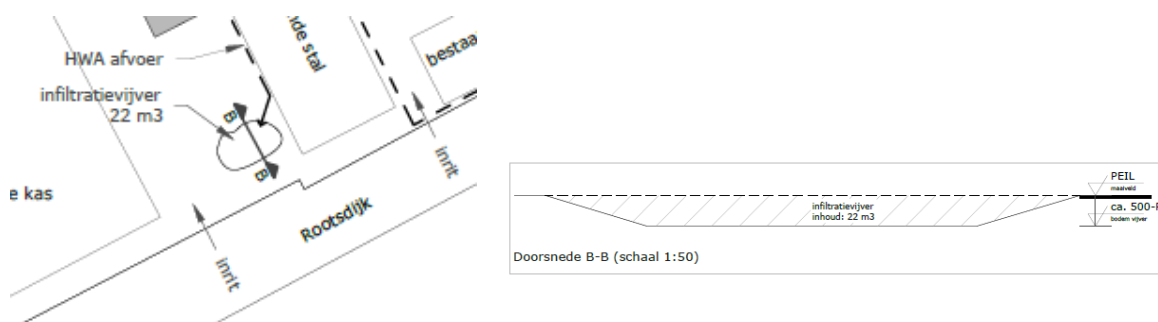 HWA afvoer
infiltratievijver
22 m3
nde stal
bestaa
B
B
inrit
e kas
Rootsdijk
inrit
PEIL
maaiveld
infiltratievijver
inhoud: 22 m3
ca. 500-P
bodem vijver
Doorsnede B-B (schaal 1:50)